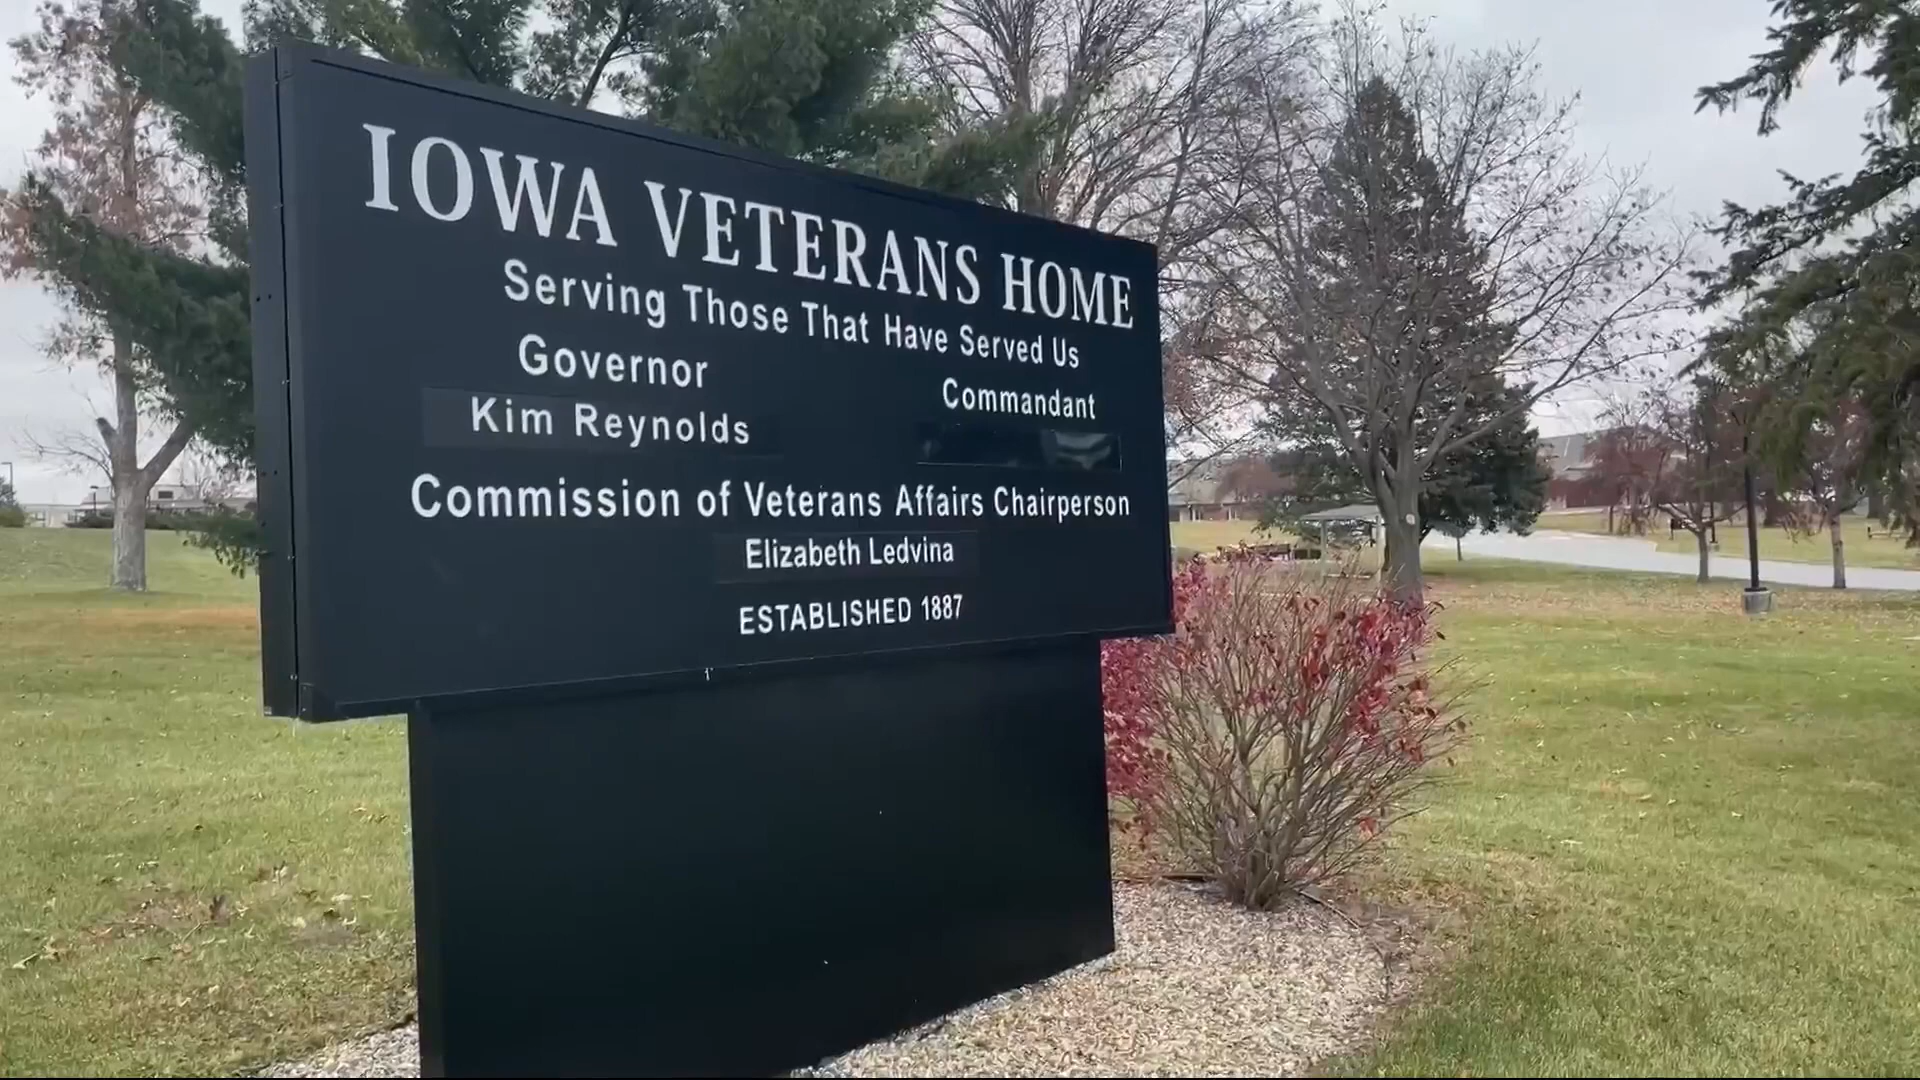 IOWA VETERANS HOME
Serving Those That Have Served Us
Governor
Kim Reynolds
Commandant
Commission of Veterans Affairs Chairperson
Elizabeth Ledvina
ESTABLISHED 1887